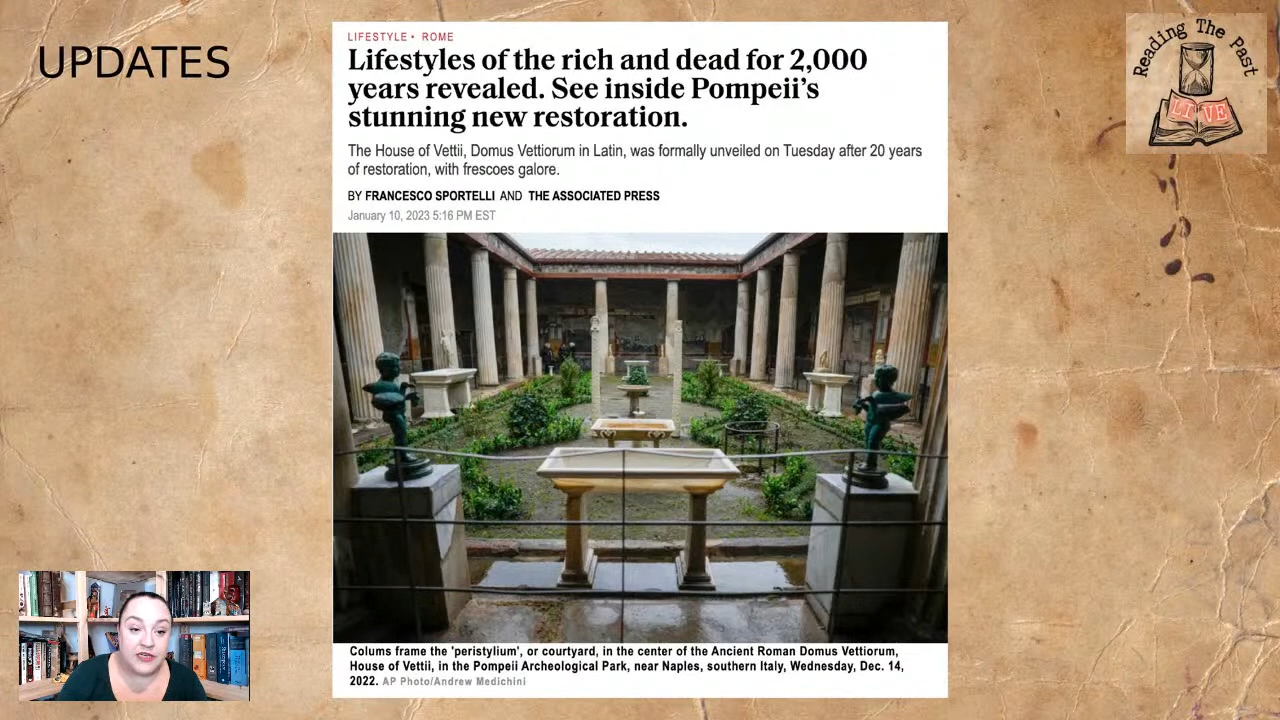 UPDATES
LIFESTYLE • ROME
Lifestyles of the rich and dead for 2,000
years revealed. See inside Pompeii’s
stunning new restoration.
The House of Vettii, Domus Vettiorum in Latin, was formally unveiled on Tuesday after 20 years
of restoration, with frescoes galore.
BY FRANCESCO SPORTELLI AND THE ASSOCIATED PRESS
January 10, 2023 5:16 PM EST
Colums frame the 'peristylium', or courtyard, in the center of the Ancient Roman Domus Vettiorum,
House of Vettii, in the Pompeii Archeological Park, near Naples, southern Italy, Wednesday, Dec. 14,
2022. AP Photo/Andrew Medichini
Reading The Past
LIVE